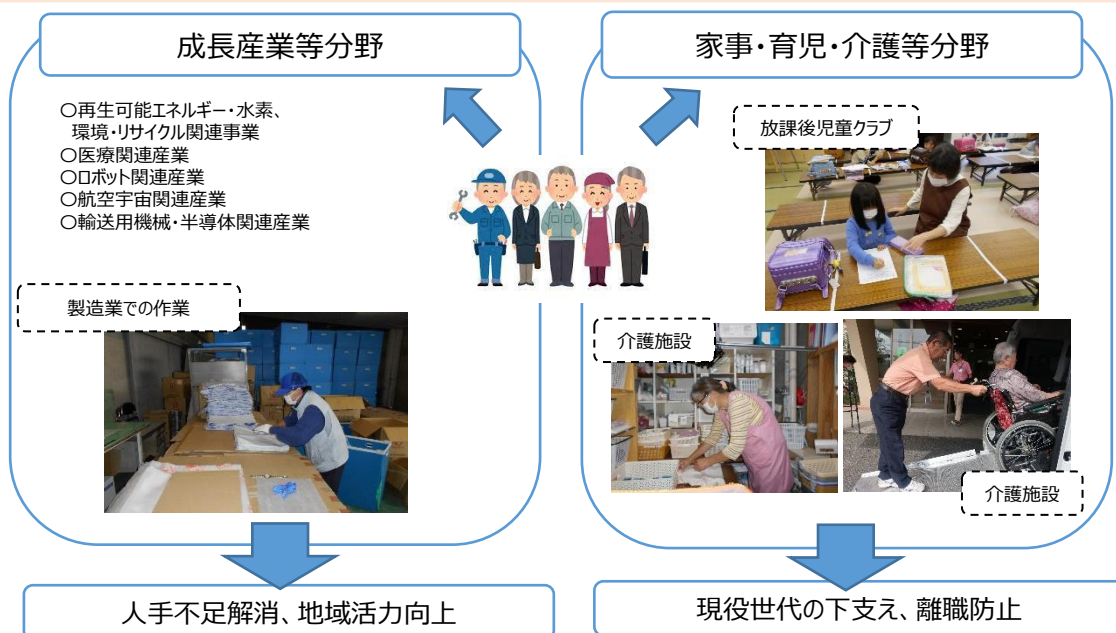 成長産業等分野
家事・育児・介護等分野
〇再生可能エネルギー・水素、
環境・リサイクル関連事業
〇医療関連産業
〇ロボット関連産業
〇航空宇宙関連産業
〇輸送用機械・半導体関連産業
放課後児童クラブ
製造業での作業
介護施設
介護施設
人手不足解消、地域活力向上
現役世代の下支え、離職防止